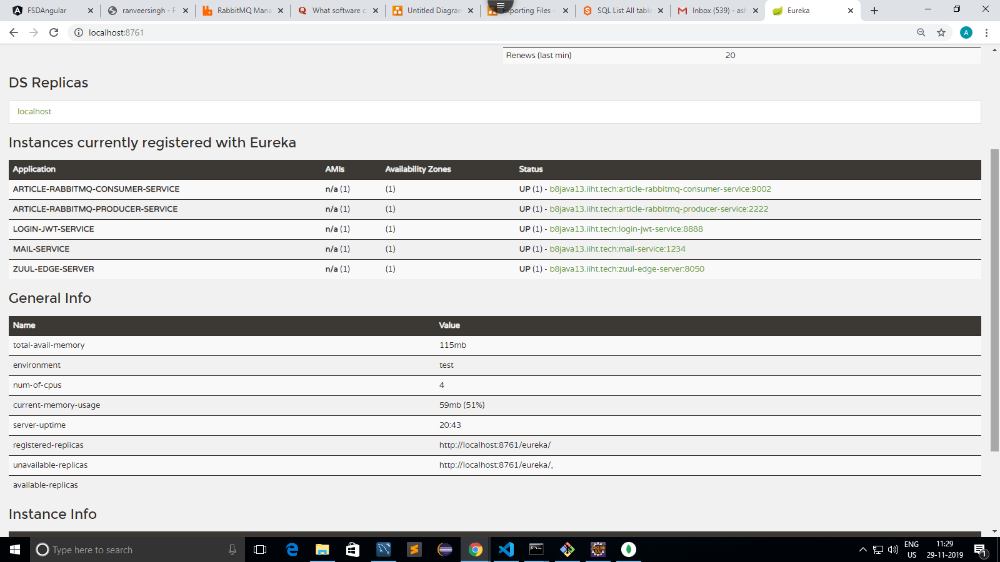 FSDAngular
ranveersingh - F
RabbitMQ Mana
What software c
Untitled Diagram
Exporting Files -
SQL List All table
Inbox (539) - ash
Eureka
localhost:8761
A
Renews (last min) 20
DS Replicas
localhost
Instances currently registered with Eureka
Application AMIs Availability Zones Status
ARTICLE-RABBITMQ-CONSUMER-SERVICE n/a (1) (1) UP (1) - b8java13.iiht.tech:article-rabbitmq-consumer-service:9002
ARTICLE-RABBITMQ-PRODUCER-SERVICE n/a (1) (1) UP (1) - b8java13.iiht.tech:article-rabbitmq-producer-service:2222
LOGIN-JWT-SERVICE n/a (1) (1) UP (1) - b8java13.iiht.tech:login-jwt-service:8888
MAIL-SERVICE n/a (1) (1) UP (1) - b8java13.iiht.tech:mail-service:1234
ZUUL-EDGE-SERVER n/a (1) (1) UP (1) - b8java13.iiht.tech:zuul-edge-server:8050
General Info
Name Value
total-avail-memory 115mb
environment test
num-of-cpus 4
current-memory-usage 59mb (51%)
server-uptime 20:43
registered-replicas http://localhost:8761/eureka/
unavailable-replicas http://localhost:8761/eureka/,
available-replicas
Instance Info
Type here to search
ENG
US
11:29
29-11-2019
1